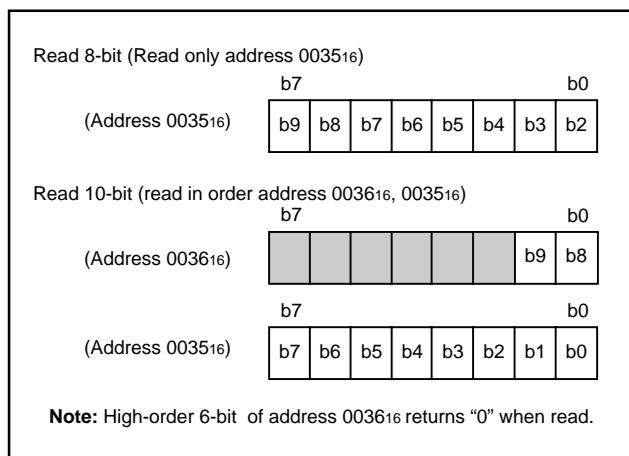 Read 8-bit (Read only address 003516)
b7 b0
(Address 003516) b9 b8 b7 b6 b5 b4 b3 b2
Read 10-bit (read in order address 003616, 003516)
b7 b0
(Address 003616) b9 b8
b7 b0
(Address 003516) b7 b6 b5 b4 b3 b2 b1 b0
Note: High-order 6-bit of address 003616 returns “0” when read.